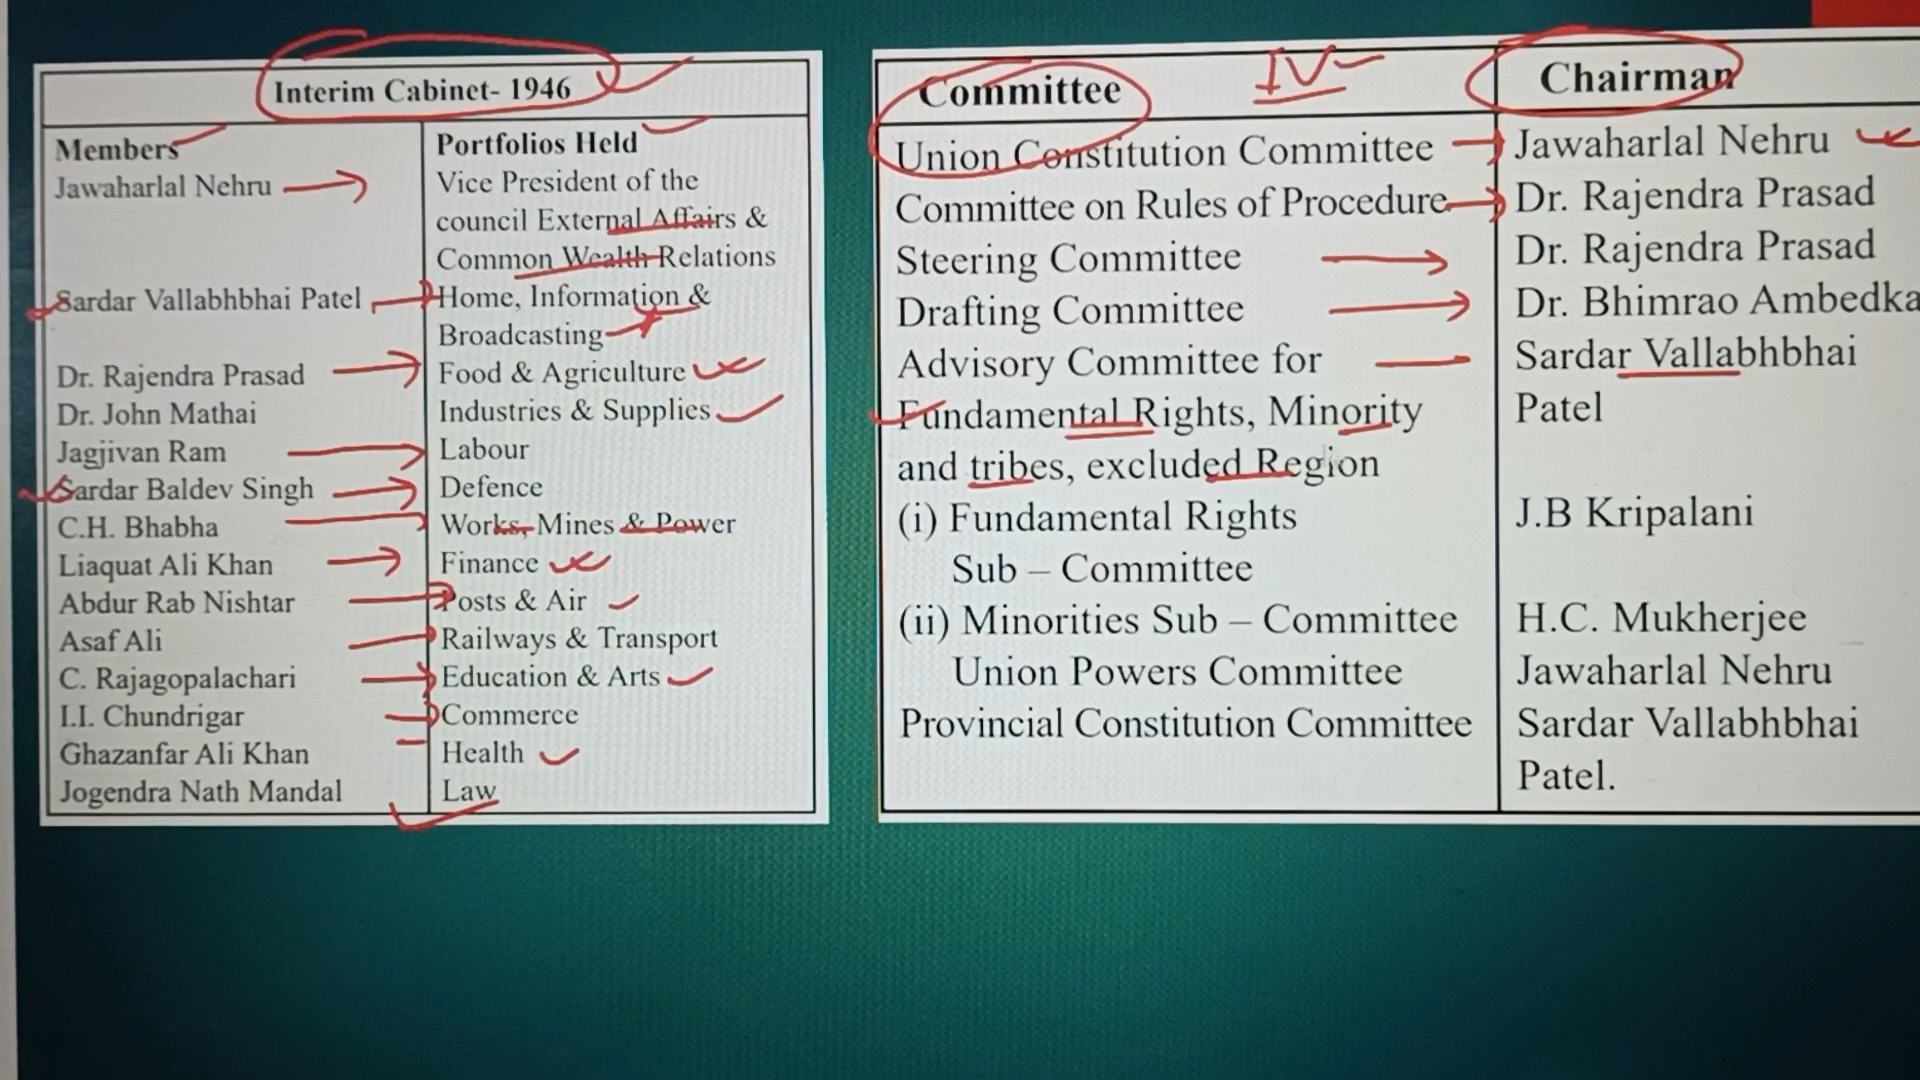 Interim Cabinet- 1946
Members
Portfolios Held
Jawaharlal Nehru
Vice President of the
council External Affairs &
Common Wealth Relations
Sardar Vallabhbhai Patel
Home, Information &
Broadcasting
Dr. Rajendra Prasad
Food & Agriculture
Dr. John Mathai
Industries & Supplies
Jagjivan Ram
Labour
Sardar Baldev Singh
Defence
C.H. Bhabha
Works, Mines & Power
Liaquat Ali Khan
Finance
Abdur Rab Nishtar
Posts & Air
Asaf Ali
Railways & Transport
C. Rajagopalachari
Education & Arts
I.I. Chundrigar
Commerce
Ghazanfar Ali Khan
Health
Jogendra Nath Mandal
Law
Committee
IV
Chairman
Union Constitution Committee
Jawaharlal Nehru
Committee on Rules of Procedure
Dr. Rajendra Prasad
Steering Committee
Dr. Rajendra Prasad
Drafting Committee
Dr. Bhimrao Ambedka
Advisory Committee for
Sardar Vallabhbhai
Fundamental Rights, Minority
Patel
and tribes, excluded Region
(i) Fundamental Rights
J.B Kripalani
Sub – Committee
(ii) Minorities Sub – Committee
H.C. Mukherjee
Union Powers Committee
Jawaharlal Nehru
Provincial Constitution Committee
Sardar Vallabhbhai
Patel.